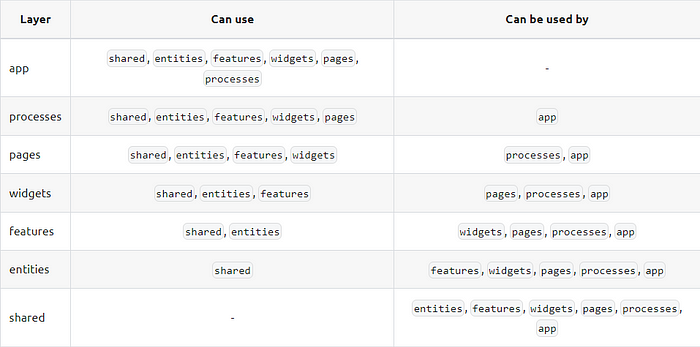 Layer Can use Can be used by
app shared, entities, features, widgets, pages, processes -
processes shared, entities, features, widgets, pages app
pages shared, entities, features, widgets processes, app
widgets shared, entities, features pages, processes, app
features shared, entities widgets, pages, processes, app
entities shared features, widgets, pages, processes, app
shared - entities, features, widgets, pages, processes, app